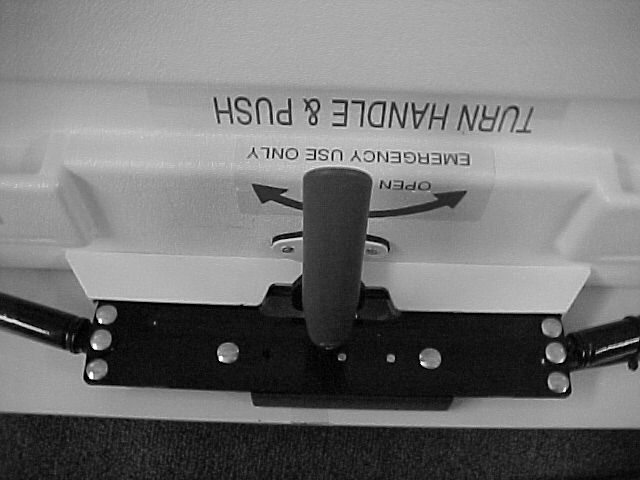 TURN HANDLE & PUSH
EMERGENCY USE ONLY
OPEN